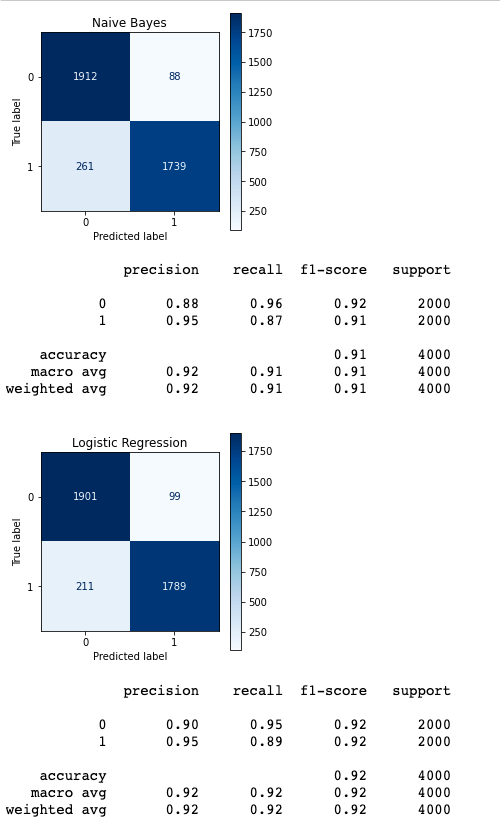 Naive Bayes
1912 88
261 1739
0
1
True label
0 1
Predicted label
1750
1500
1250
1000
750
500
250
precision recall f1-score support
0 0.88 0.96 0.92 2000
1 0.95 0.87 0.91 2000
accuracy 0.91 4000
macro avg 0.92 0.91 0.91 4000
weighted avg 0.92 0.91 0.91 4000
Logistic Regression
1901 99
211 1789
0
1
True label
0 1
Predicted label
1750
1500
1250
1000
750
500
250
precision recall f1-score support
0 0.90 0.95 0.92 2000
1 0.95 0.89 0.92 2000
accuracy 0.92 4000
macro avg 0.92 0.92 0.92 4000
weighted avg 0.92 0.92 0.92 4000